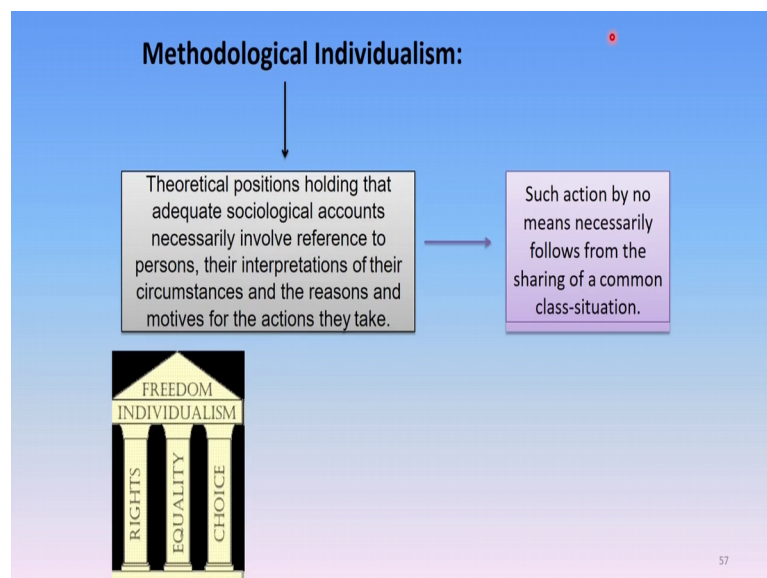 Methodological Individualism:
Theoretical positions holding that
adequate sociological accounts
necessarily involve reference to
persons, their interpretations of their
circumstances and the reasons and
motives for the actions they take.
Such action by no
means necessarily
follows from the
sharing of a common
class-situation.
FREEDOM
INDIVIDUALISM
RIGHTS
EQUALITY
CHOICE
57